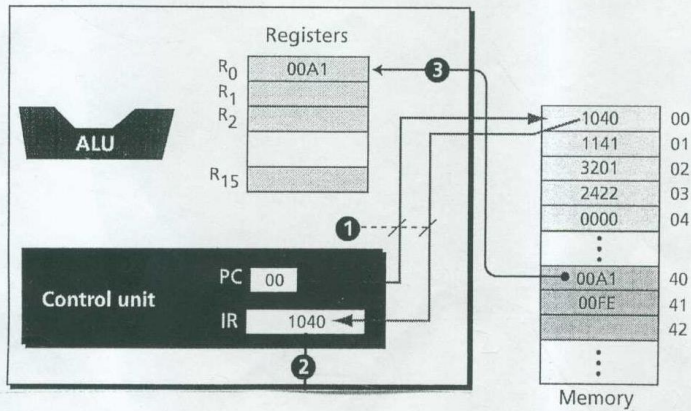 Registers
R0 00A1
R1
R2
R15
ALU
Control unit
PC 00
IR 1040
1
2
3
1040 00
1141 01
3201 02
2422 03
0000 04
00A1 40
00FE 41
42
Memory